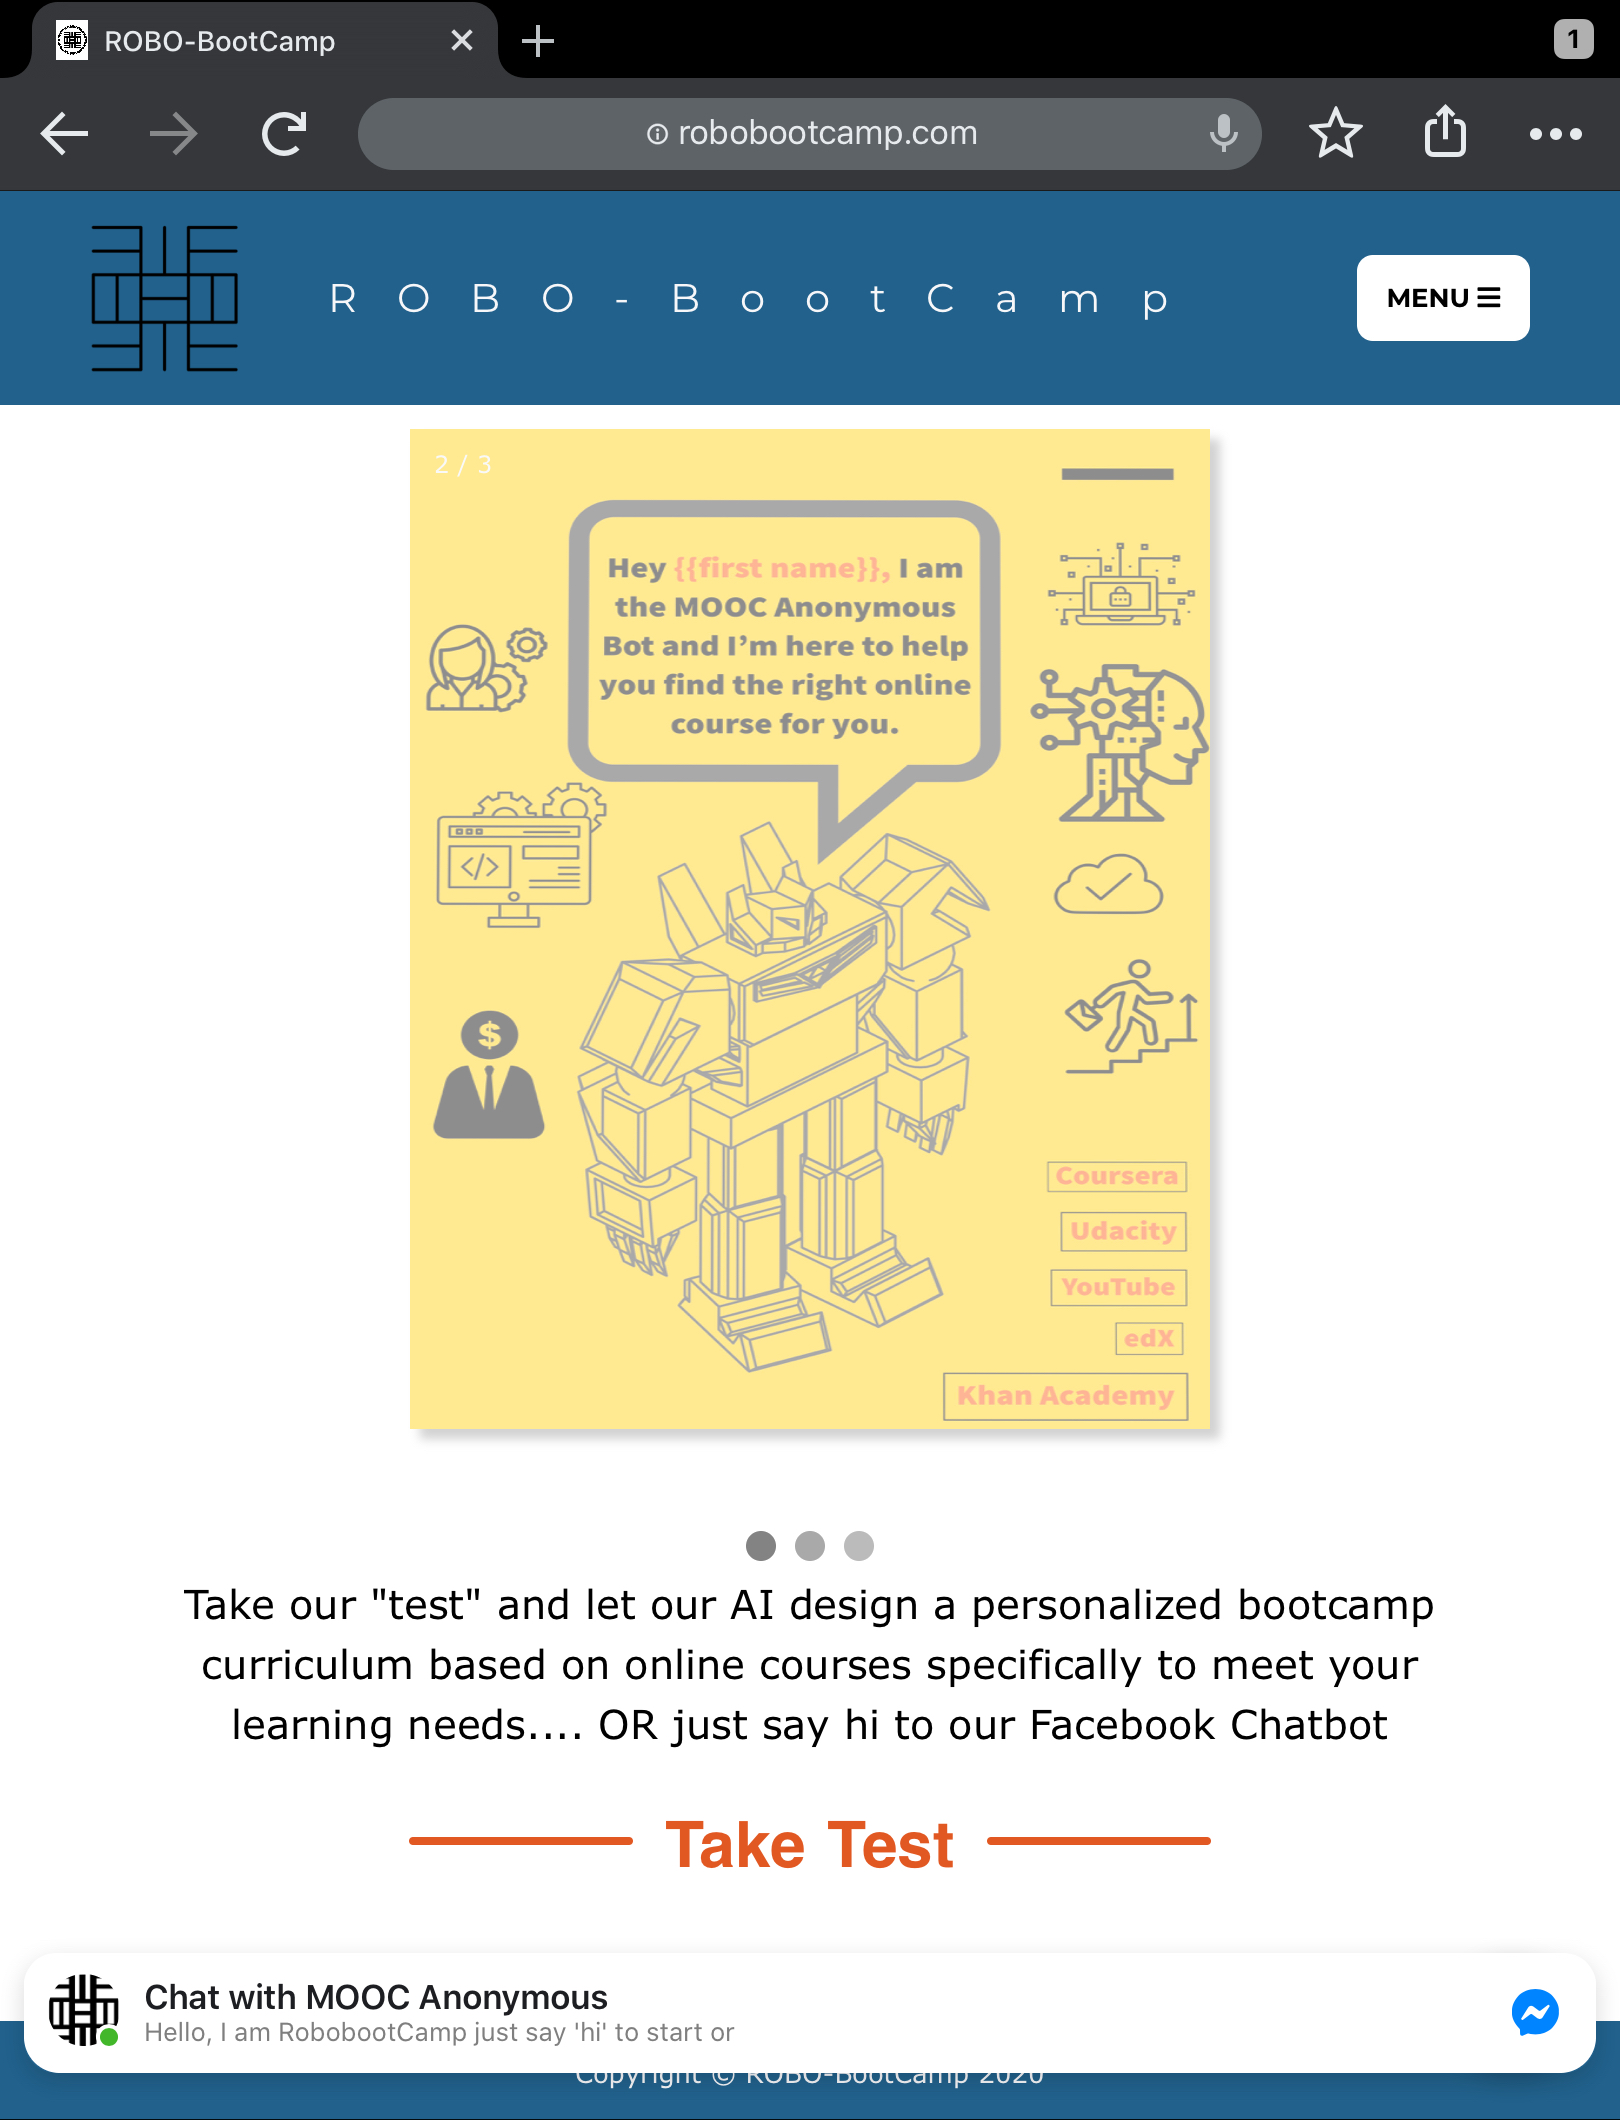 ROBO-BootCamp
1
robobootcamp.com
ROBO-BootCamp
MENU
2 / 3
Hey {{first name}}, I am
the MOOC Anonymous
Bot and I’m here to help
you find the right online
course for you.
</>
$
Coursera
Udacity
YouTube
edX
Khan Academy
Take our "test" and let our AI design a personalized bootcamp
curriculum based on online courses specifically to meet your
learning needs.... OR just say hi to our Facebook Chatbot
Take Test
Chat with MOOC Anonymous
Hello, I am RobobootCamp just say 'hi' to start or
Copyright © ROBO-BootCamp 2020